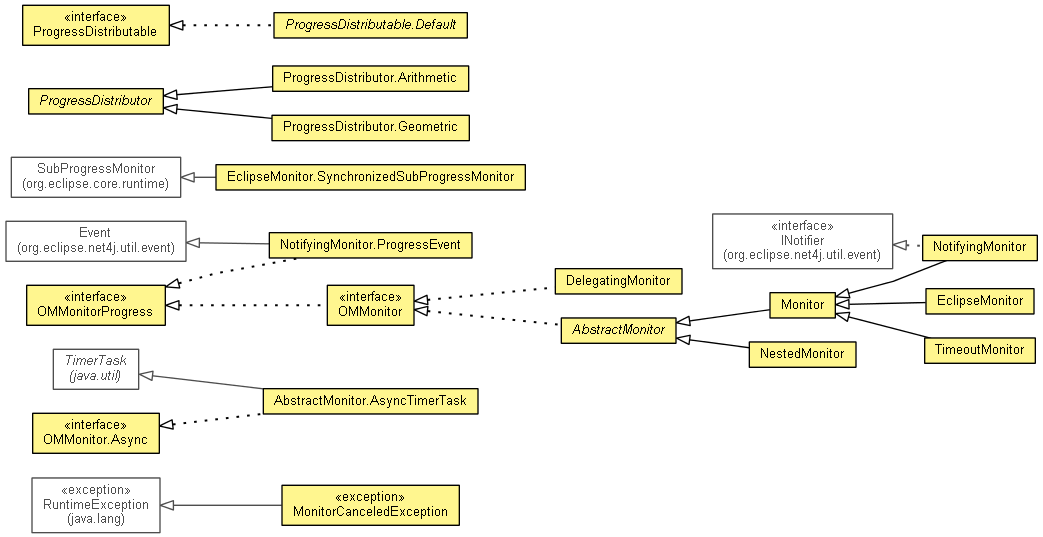 «interface»
ProgressDistributable
ProgressDistributable.Default
ProgressDistributor
ProgressDistributor.Arithmetic
ProgressDistributor.Geometric
SubProgressMonitor
(org.eclipse.core.runtime)
EclipseMonitor.SynchronizedSubProgressMonitor
Event
(org.eclipse.net4j.util.event)
NotifyingMonitor.ProgressEvent
«interface»
INotifier
(org.eclipse.net4j.util.event)
NotifyingMonitor
«interface»
OMMonitorProgress
«interface»
OMMonitor
DelegatingMonitor
AbstractMonitor
Monitor
EclipseMonitor
NestedMonitor
TimeoutMonitor
TimerTask
(java.util)
AbstractMonitor.AsyncTimerTask
«interface»
OMMonitor.Async
«exception»
RuntimeException
(java.lang)
«exception»
MonitorCanceledException